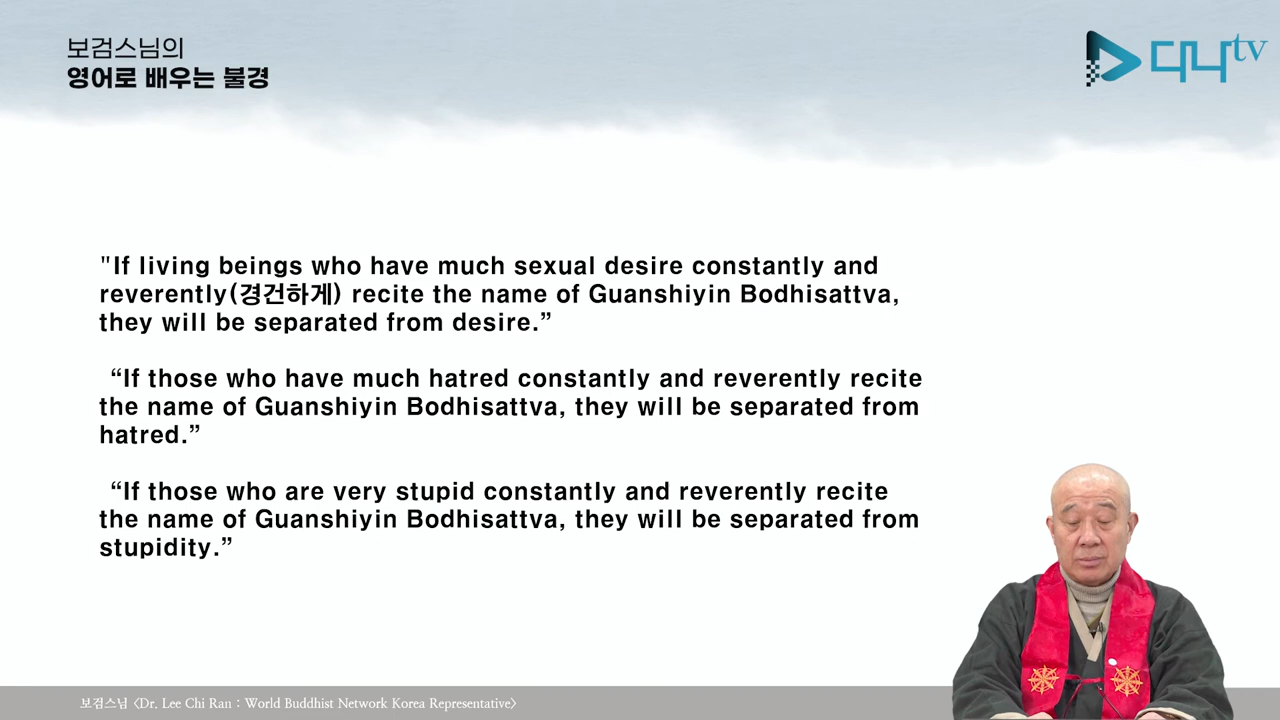 보검스님의
영어로 배우는 불경
다나tv
"If living beings who have much sexual desire constantly and
reverently(경건하게) recite the name of Guanshiyin Bodhisattva,
they will be separated from desire.”
“If those who have much hatred constantly and reverently recite
the name of Guanshiyin Bodhisattva, they will be separated from
hatred.”
“If those who are very stupid constantly and reverently recite
the name of Guanshiyin Bodhisattva, they will be separated from
stupidity.”
보검스님 <Dr. Lee Chi Ran : World Buddhist Network Korea Representative>